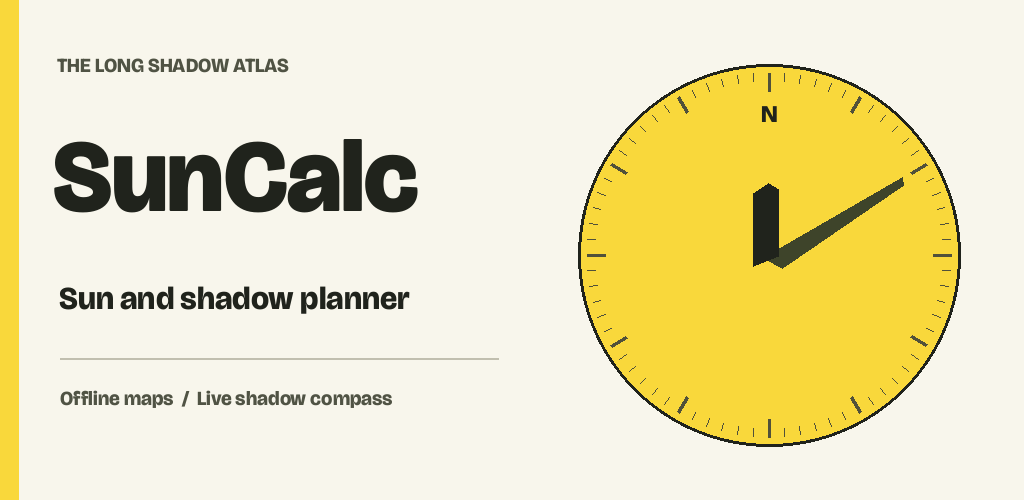 THE LONG SHADOW ATLAS
SunCalc
Sun and shadow planner
Offline maps / Live shadow compass
N